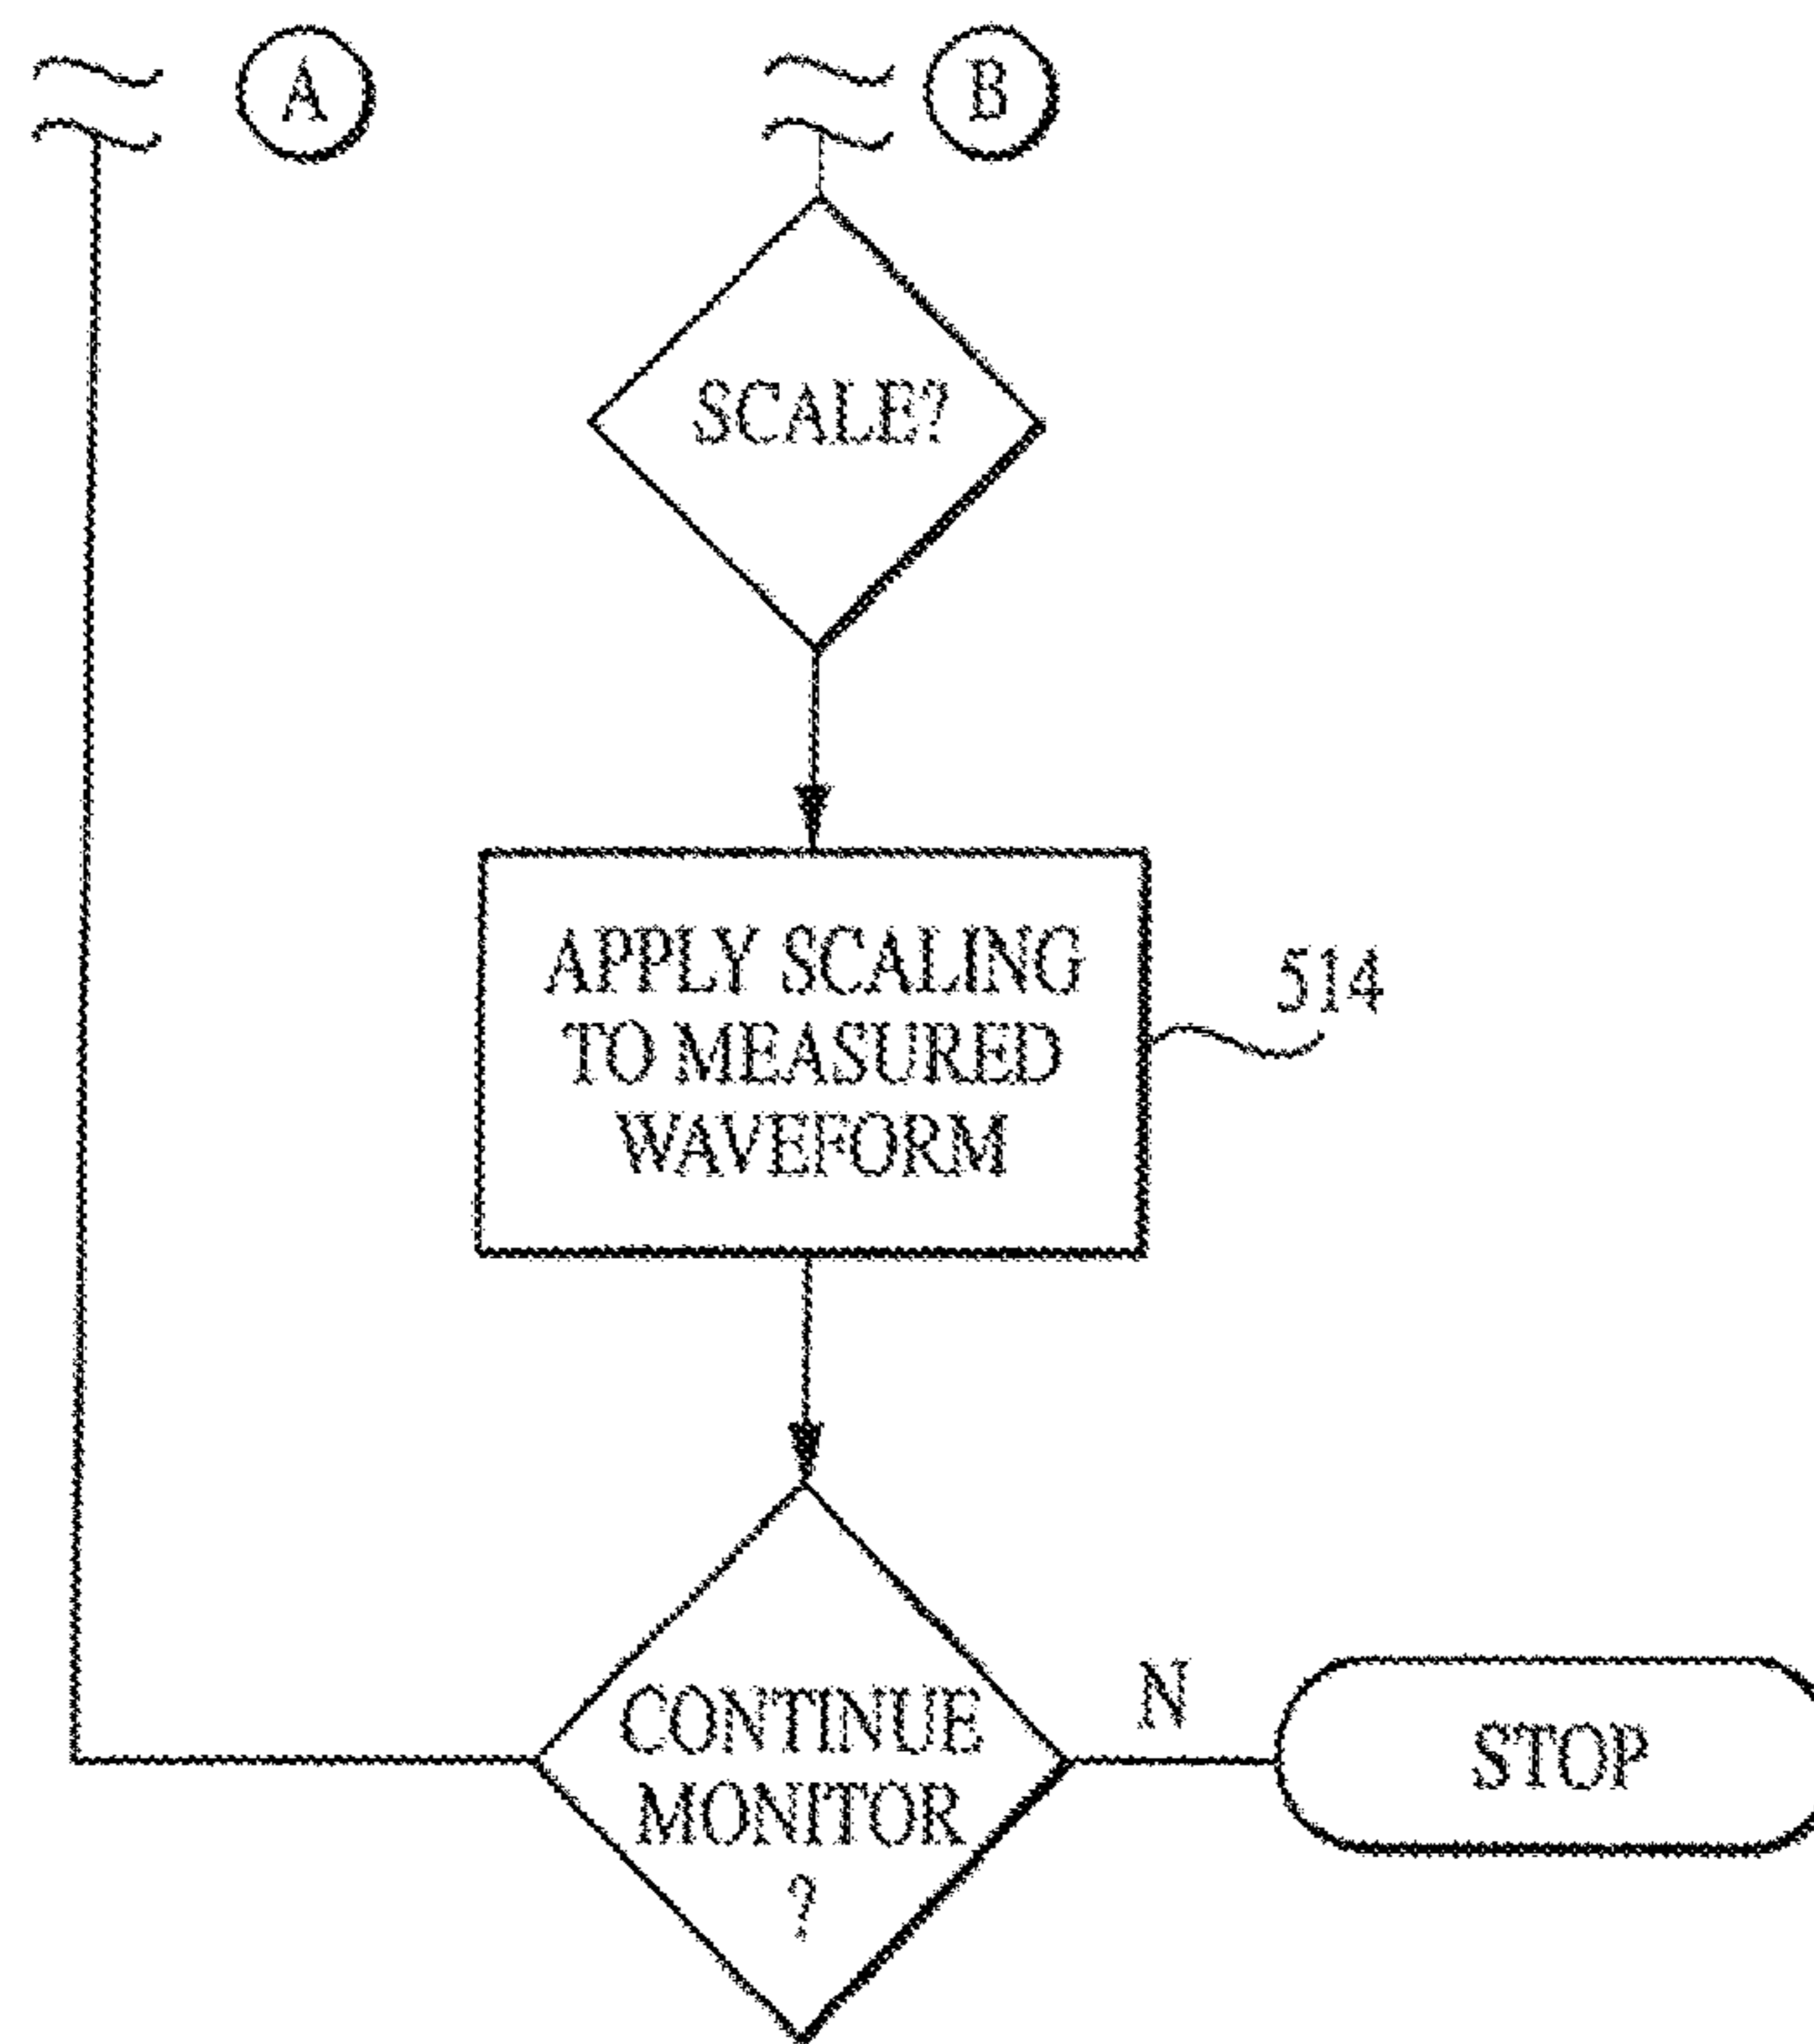 A
B
SCALE?
APPLY SCALING
TO MEASURED
WAVEFORM
514
CONTINUE
MONITOR
?
N
STOP